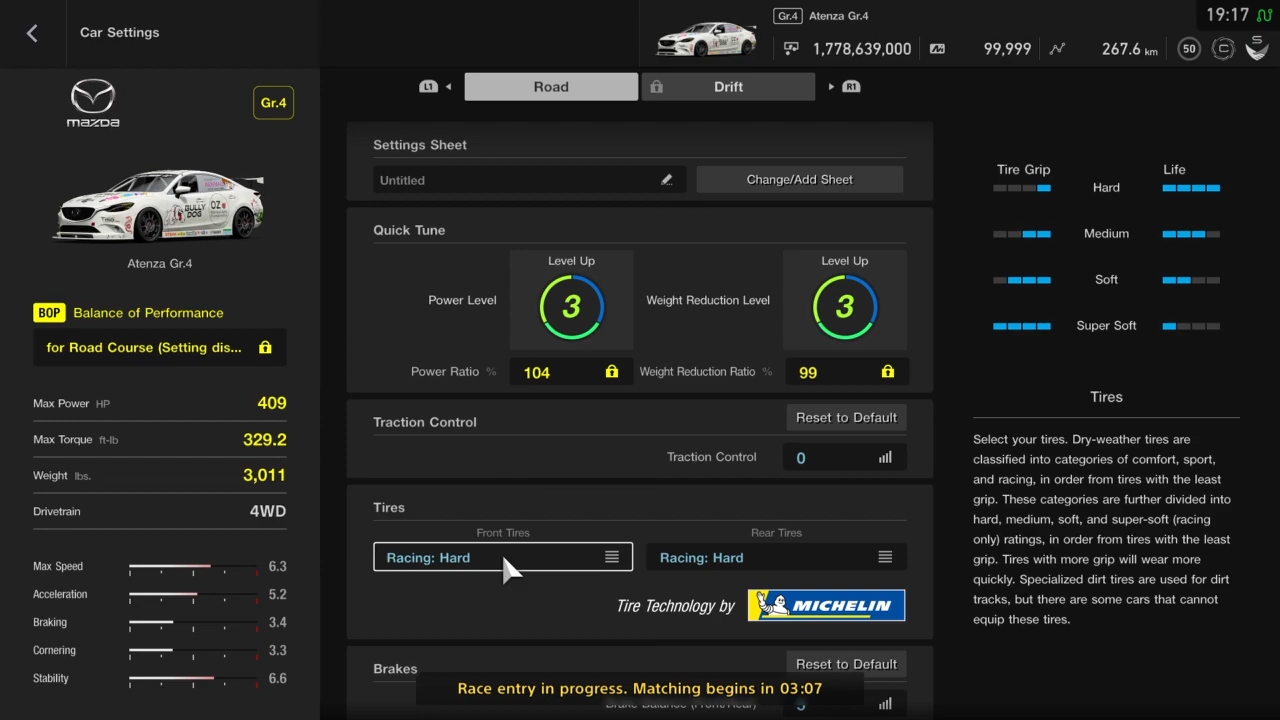 Car Settings
Gr.4 Atenza Gr.4
19:17
1,778,639,000
99,999
267.6 km
50
C
S
mazda
Gr.4
BULLY DOG
OZ
Atenza Gr.4
BOP Balance of Performance
for Road Course (Setting dis...
Max Power HP 409
Max Torque ft-lb 329.2
Weight lbs. 3,011
Drivetrain 4WD
Max Speed 6.3
Acceleration 5.2
Braking 3.4
Cornering 3.3
Stability 6.6
L1 Road Drift R1
Settings Sheet
Untitled Change/Add Sheet
Quick Tune
Power Level Level Up 3
Weight Reduction Level Level Up 3
Power Ratio % 104
Weight Reduction Ratio % 99
Traction Control Reset to Default
Traction Control 0
Tires
Front Tires Rear Tires
Racing: Hard Racing: Hard
Tire Technology by MICHELIN
Brakes Reset to Default
Brake Balance (Front/Rear)
Race entry in progress. Matching begins in 03:07
Tire Grip Life
Hard
Medium
Soft
Super Soft
Tires
Select your tires. Dry-weather tires are
classified into categories of comfort, sport,
and racing, in order from tires with the least
grip. These categories are further divided into
hard, medium, soft, and super-soft (racing
only) ratings, in order from tires with the least
grip. Tires with more grip will wear more
quickly. Specialized dirt tires are used for dirt
tracks, but there are some cars that cannot
equip these tires.